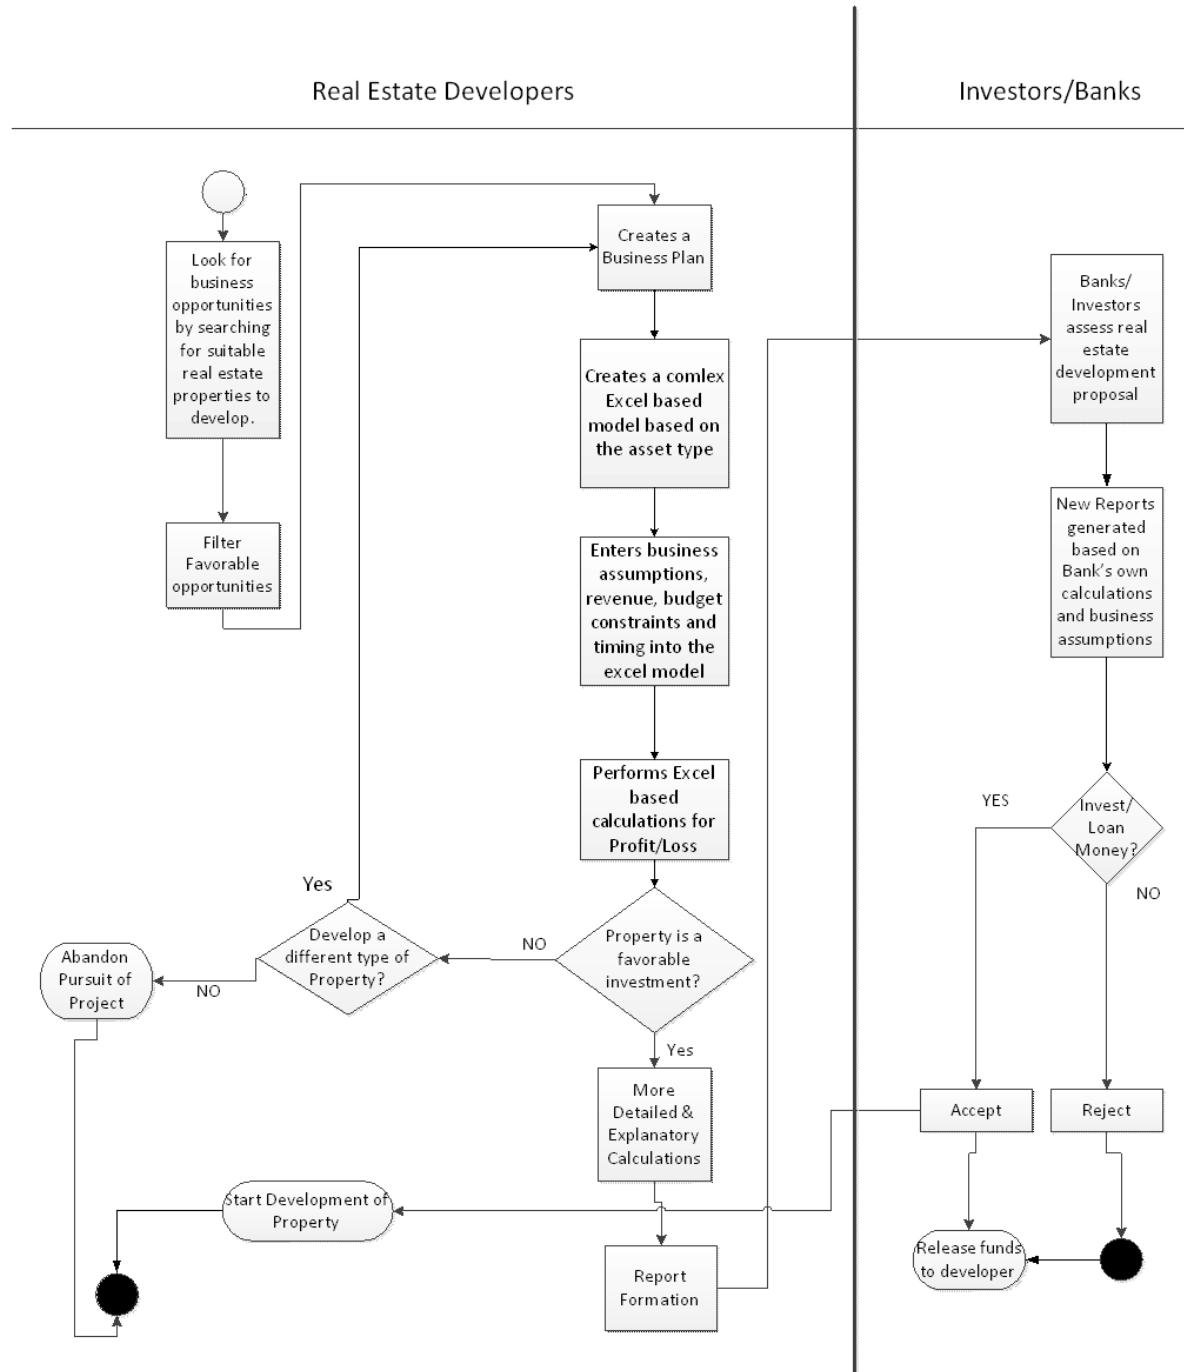 Real Estate Developers
Investors/Banks
Look for
business
opportunities
by searching
for suitable
real estate
properties to
develop.
Filter
Favorable
opportunities
Creates a
Business Plan
Creates a comlex
Excel based
model based on
the asset type
Enters business
assumptions,
revenue, budget
constraints and
timing into the
excel model
Performs Excel
based
calculations for
Profit/Loss
Property is a
favorable
investment?
NO
Develop a
different type of
Property?
Yes
NO
Abandon
Pursuit of
Project
Yes
More
Detailed &
Explanatory
Calculations
Report
Formation
Start Development of
Property
Banks/
Investors
assess real
estate
development
proposal
New Reports
generated
based on
Bank's own
calculations
and business
assumptions
Invest/
Loan
Money?
YES
NO
Accept
Reject
Release funds
to developer